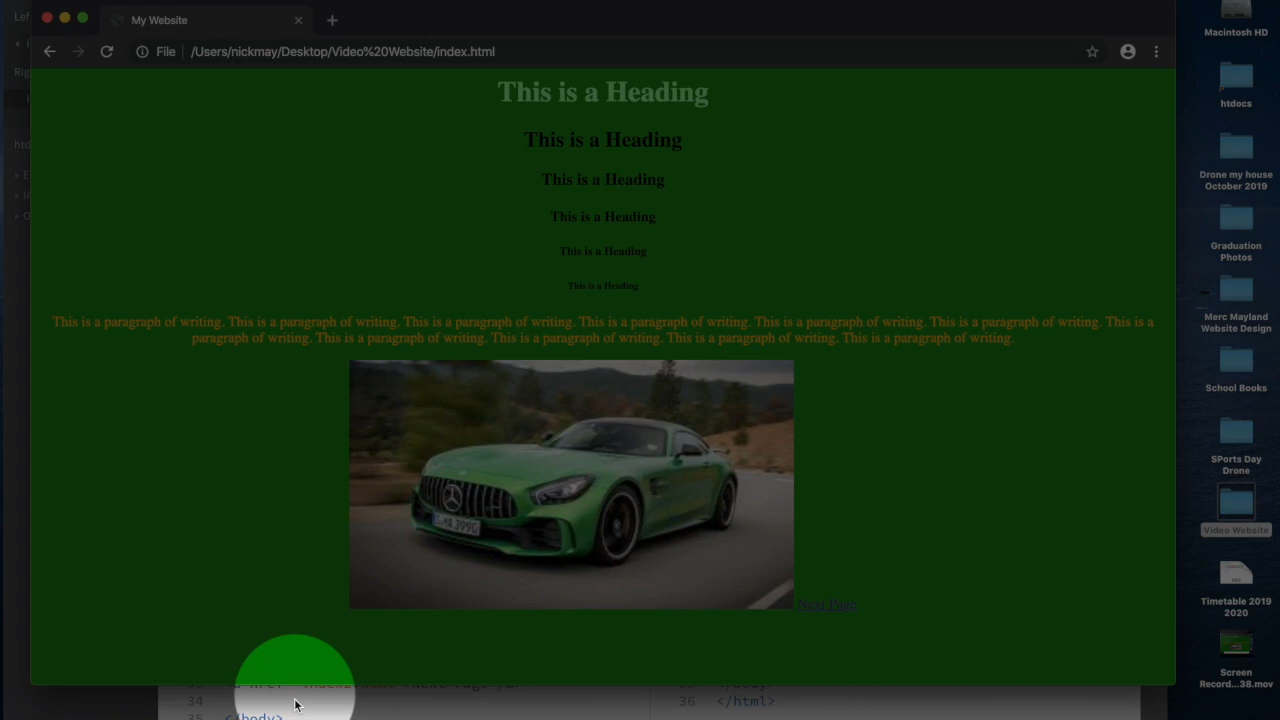 My Website
File
/Users/nickmay/Desktop/Video%20Website/index.html
This is a Heading
This is a Heading
This is a Heading
This is a Heading
This is a Heading
This is a Heading
This is a paragraph of writing. This is a paragraph of writing. This is a paragraph of writing. This is a paragraph of writing. This is a paragraph of writing. This is a paragraph of writing. This is a
paragraph of writing. This is a paragraph of writing. This is a paragraph of writing. This is a paragraph of writing. This is a paragraph of writing.
Next Page
34
35 </body>
</body>
36 </html>
Macintosh HD
htdocs
Drone my house
October 2019
Graduation
Photos
Merc Mayland
Website Design
School Books
SPorts Day
Drone
Video Website
Timetable 2019
2020
Screen
Record...38.mov